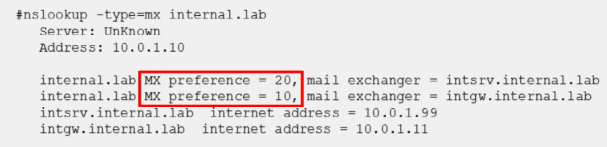 #nslookup -type=mx internal.lab
Server: UnKnown
Address: 10.0.1.10
internal.lab MX preference = 20, mail exchanger = intsrv.internal.lab
internal.lab MX preference = 10, mail exchanger = intgw.internal.lab
intsrv.internal.lab internet address = 10.0.1.99
intgw.internal.lab internet address = 10.0.1.11